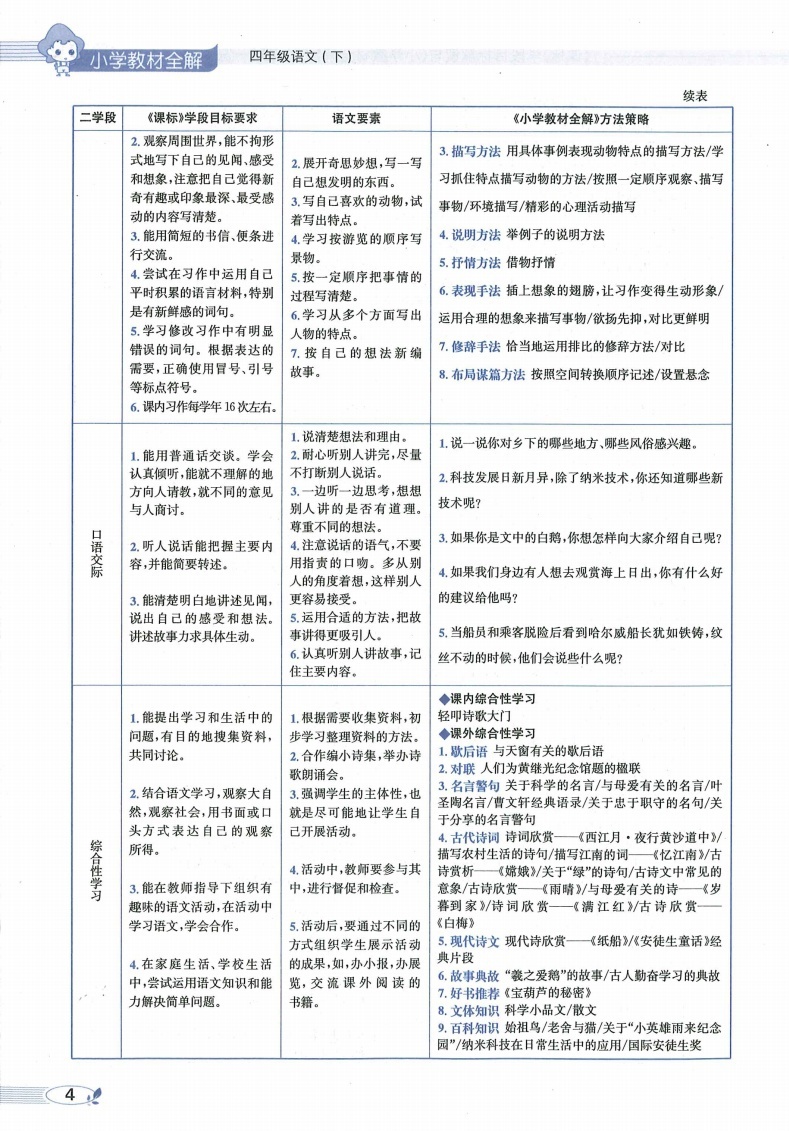 小学教材全解
四年级语文(下)
续表
二学段
《课标》学段目标要求
语文要素
《小学教材全解》方法策略
2.观察周围世界,能不拘形
式地写下自己的见闻、感受
和想象,注意把自己觉得新
奇有趣或印象最深、最受感
动的内容写清楚。
3.能用简短的书信、便条进
行交流。
4.尝试在习作中运用自己
平时积累的语言材料,特别
是有新鲜感的词句。
5.学习修改习作中有明显
错误的词句。根据表达的
需要,正确使用冒号、引号
等标点符号。
6.课内习作每学年16次左右。
2.展开奇思妙想,写一写
自己想发明的东西。
3.写自己喜欢的动物,试
着写出特点。
4.学习按游览的顺序写
景物。
5.按一定顺序把事情的
过程写清楚。
6.学习从多个方面写出
人物的特点。
7.按自己的想法新编
故事。
3.描写方法 用具体事例表现动物特点的描写方法/学
习抓住特点描写动物的方法/按照一定顺序观察、描写
事物/环境描写/精彩的心理活动描写
4.说明方法 举例子的说明方法
5.抒情方法 借物抒情
6.表现手法 插上想象的翅膀,让习作变得生动形象/
运用合理的想象来描写事物/欲扬先抑,对比更鲜明
7.修辞手法 恰当地运用排比的修辞方法/对比
8.布局谋篇方法 按照空间转换顺序记述/设置悬念
口语交际
1.能用普通话交谈。学会
认真倾听,能就不理解的地
方向人请教,就不同的意见
与人商讨。
2.听人说话能把握主要内
容,并能简要转述。
3.能清楚明白地讲述见闻,
说出自己的感受和想法。
讲述故事力求具体生动。
1.说清楚想法和理由。
2.耐心听别人讲完,尽量
不打断别人说话。
3.一边听一边思考,想想
别人讲的是否有道理。
尊重不同的想法。
4.注意说话的语气,不要
用指责的口吻。多从别
人的角度着想,这样别人
更容易接受。
5.运用合适的方法,把故
事讲得更吸引人。
6.认真听别人讲故事,记
住主要内容。
1.说一说你对乡下的哪些地方、哪些风俗感兴趣。
2.科技发展日新月异,除了纳米技术,你还知道哪些新
技术呢?
3.如果你是文中的白鹅,你想怎样向大家介绍自己呢?
4.如果我们身边有人想去观赏海上日出,你有什么好
的建议给他吗?
5.当船员和乘客脱险后看到哈尔威船长犹如铁铸,纹
丝不动的时候,他们会说些什么呢?
综合性学习
1.能提出学习和生活中的
问题,有目的地搜集资料,
共同讨论。
2.结合语文学习,观察大自
然,观察社会,用书面或口
头方式表达自己的观察
所得。
3.能在教师指导下组织有
趣味的语文活动,在活动中
学习语文,学会合作。
4.在家庭生活、学校生活
中,尝试运用语文知识和能
力解决简单问题。
1.根据需要收集资料,初
步学习整理资料的方法。
2.合作编小诗集,举办诗
歌朗诵会。
3.强调学生的主体性,也
就是尽可能地让学生自
己开展活动。
4.活动中,教师要参与其
中,进行督促和检查。
5.活动后,要通过不同的
方式组织学生展示活动
的成果,如,办小报,办展
览,交流课外阅读的
书籍。
◆课内综合性学习
轻叩诗歌大门
◆课外综合性学习
1.歇后语 与天窗有关的歇后语
2.对联 人们为黄继光纪念馆题的楹联
3.名言警句 关于科学的名言/与母爱有关的名言/叶
圣陶名言/曹文轩经典语录/关于忠于职守的名句/关
于分享的名言警句
4.古代诗词 诗词欣赏——《西江月·夜行黄沙道中》/
描写农村生活的诗句/描写江南的词——《忆江南》/古
诗赏析——《嫦娥》/关于“绿”的诗句/古诗文中常见的
意象/古诗欣赏——《雨晴》/与母爱有关的诗——《岁
暮到家》/诗词欣赏——《满江红》/古诗欣赏——
《白梅》
5.现代诗文 现代诗欣赏——《纸船》/《安徒生童话》经
典片段
6.故事典故 “羲之爱鹅”的故事/古人勤奋学习的典故
7.好书推荐 《宝葫芦的秘密》
8.文体知识 科学小品文/散文
9.百科知识 始祖鸟/老舍与猫/关于“小英雄雨来纪念
园”/纳米科技在日常生活中的应用/国际安徒生奖
4